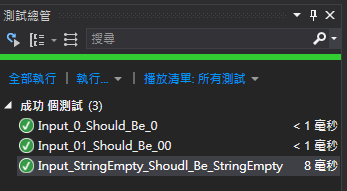 測試總管
搜尋
全部執行 執行... 播放清單: 所有測試
成功 個測試 (3)
Input_0_Should_Be_0 < 1 毫秒
Input_01_Should_Be_00 < 1 毫秒
Input_StringEmpty_Shoudl_Be_StringEmpty 8 毫秒